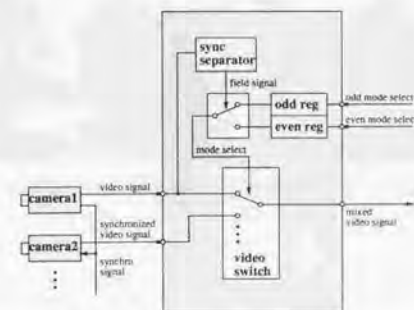 sync
separator
field signal
odd reg
even reg
odd mode select
even mode select
mode select
camera1
video signal
camera2
synchronized
video signal
synchro
signal
video
switch
mixed
video signal